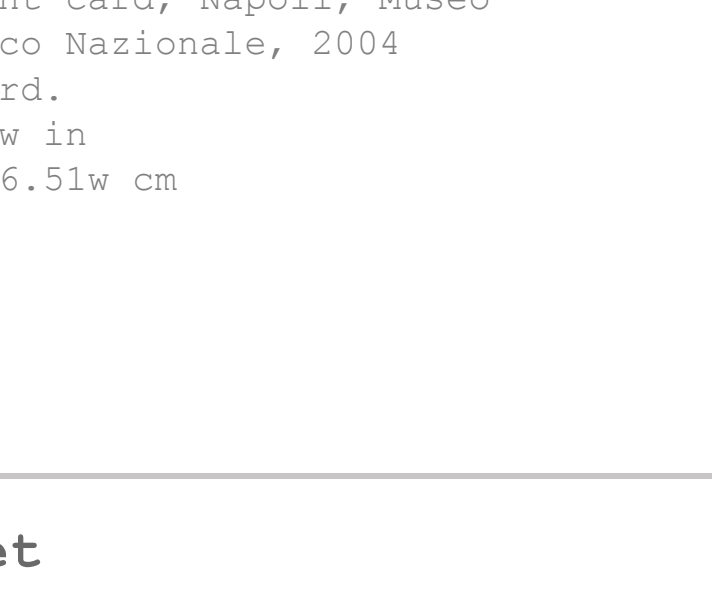 nt card, Napoli, Museo
co Nazionale, 2004
rd.
w in
6.51w cm
et